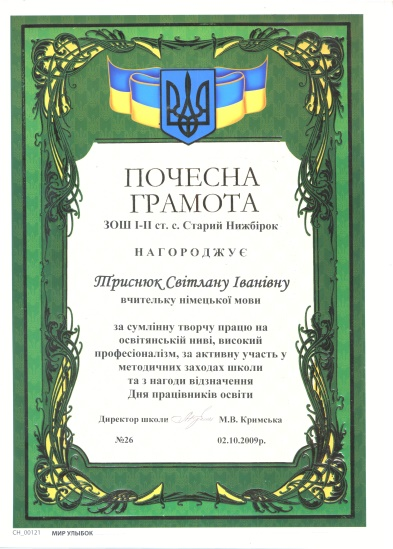 ПОЧЕСНА
ГРАМОТА
ЗОШ І-ІІ ст. с. Старий Нижбірок
НАГОРОДЖУЄ
Триснюк Світлану Іванівну
вчительку німецької мови
за сумлінну творчу працю на
освітянській ниві, високий
професіоналізм, за активну участь у
методичних заходах школи
та з нагоди відзначення
Дня працівників освіти
Директор школи М.В. Кримська
№26 02.10.2009р.
СН_00121 МИР УЛЫБОК